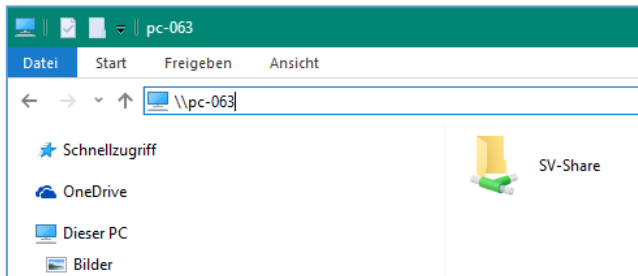 pc-063
Datei Start Freigeben Ansicht
\\pc-063
Schnellzugriff
SV-Share
OneDrive
Dieser PC
Bilder